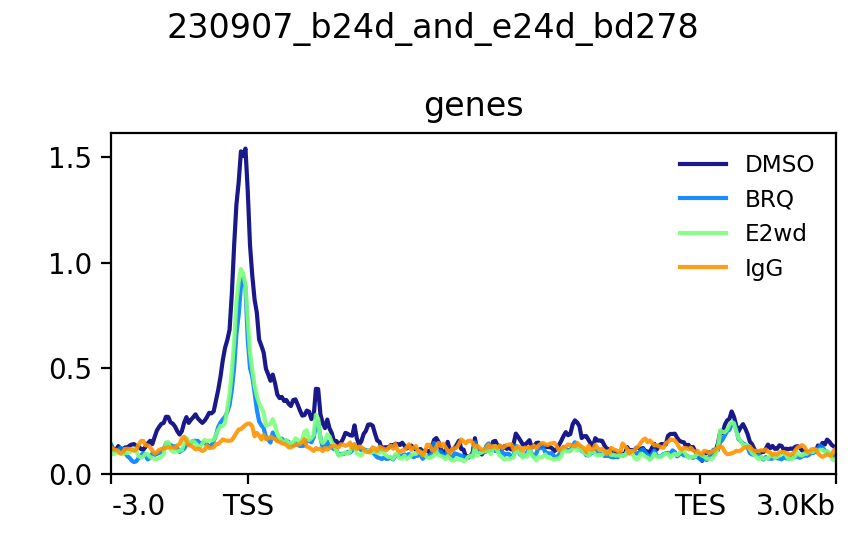 230907_b24d_and_e24d_bd278
genes
1.5
1.0
0.5
0.0
DMSO
BRQ
E2wd
IgG
-3.0 TSS TES 3.0Kb